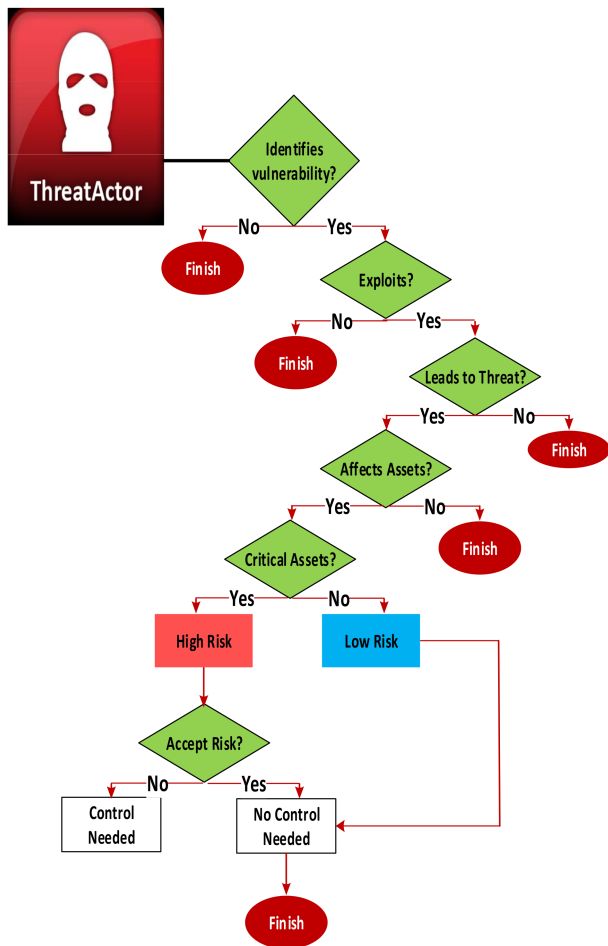 ThreatActor
Identifies
vulnerability?
No
Yes
Finish
Exploits?
No
Yes
Finish
Leads to Threat?
Yes
No
Finish
Affects Assets?
Yes
No
Finish
Critical Assets?
Yes
No
High Risk
Low Risk
Accept Risk?
No
Yes
Control
Needed
No Control
Needed
Finish